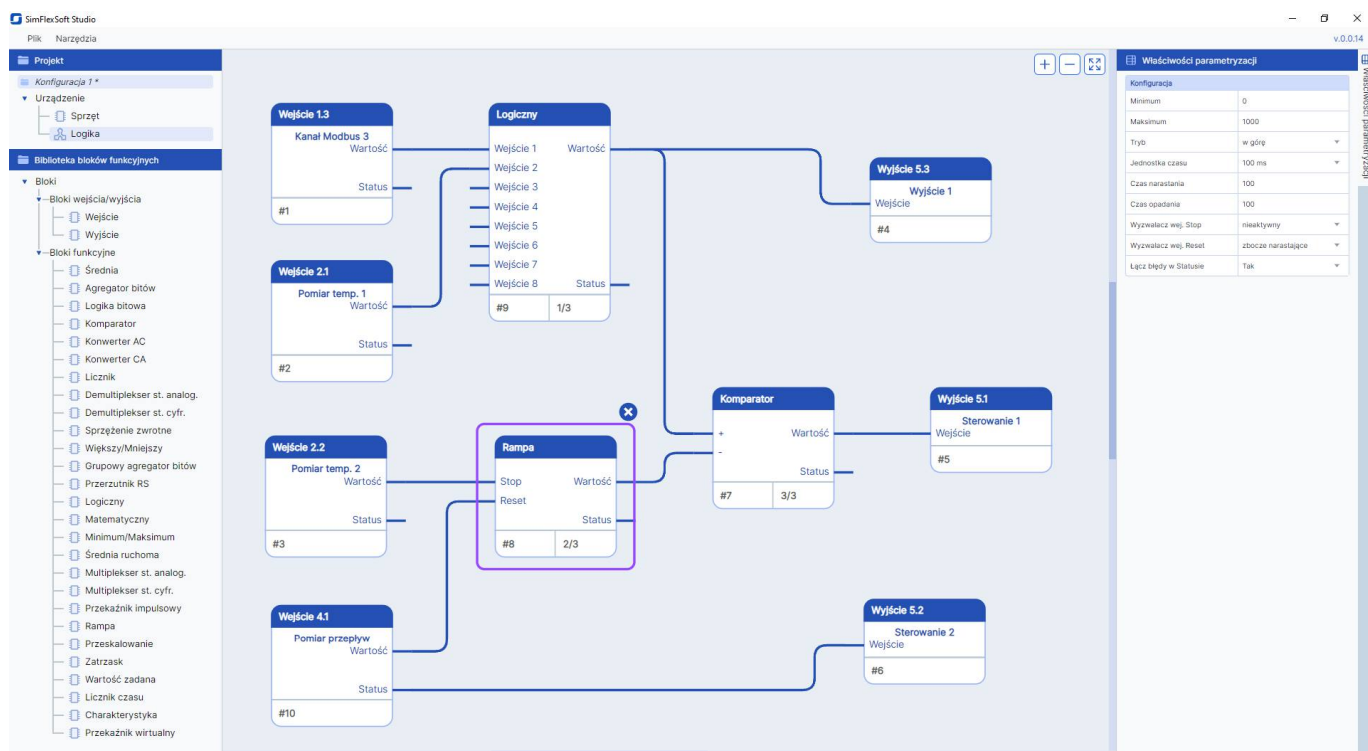 SimFlexSoft Studio
Plik Narzędzia
v.0.0.14
Projekt
Konfiguracja 1 *
Urządzenie
Sprzęt
Logika
Biblioteka bloków funkcyjnych
Bloki
Bloki wejścia/wyjścia
Wejście
Wyjście
Bloki funkcyjne
Średnia
Agregator bitów
Logika bitowa
Komparator
Konwerter AC
Konwerter CA
Licznik
Demultiplekser st. analog.
Demultiplekser st. cyfr.
Sprzężenie zwrotne
Większy/Mniejszy
Grupowy agregator bitów
Przerzutnik RS
Logiczny
Matematyczny
Minimum/Maksimum
Średnia ruchoma
Multiplekser st. analog.
Multiplekser st. cyfr.
Przekaźnik impulsowy
Rampa
Przeskalowanie
Zatrzask
Wartość zadana
Licznik czasu
Charakterystyka
Przekaźnik wirtualny
Wejście 1.3
Kanał Modbus 3
Wartość
Status
#1
Wejście 2.1
Pomiar temp. 1
Wartość
Status
#2
Wejście 2.2
Pomiar temp. 2
Wartość
Status
#3
Wejście 4.1
Pomiar przepływ
Wartość
Status
#10
Logiczny
Wejście 1 Wartość
Wejście 2
Wejście 3
Wejście 4
Wejście 5
Wejście 6
Wejście 7
Wejście 8 Status
#9 1/3
Rampa
Stop Wartość
Reset
Status
#8 2/3
Komparator
+ Wartość
-
Status
#7 3/3
Wyjście 5.3
Wyjście 1
Wejście
#4
Wyjście 5.1
Sterowanie 1
Wejście
#5
Wyjście 5.2
Sterowanie 2
Wejście
#6
Właściwości parametryzacji
Konfiguracja
Minimum 0
Maksimum 1000
Tryb w górę
Jednostka czasu 100 ms
Czas narastania 100
Czas opadania 100
Wyzwalacz wej. Stop nieaktywny
Wyzwalacz wej. Reset zbocze narastające
Łącz błędy w Statusie Tak
Właściwości parametryzacji